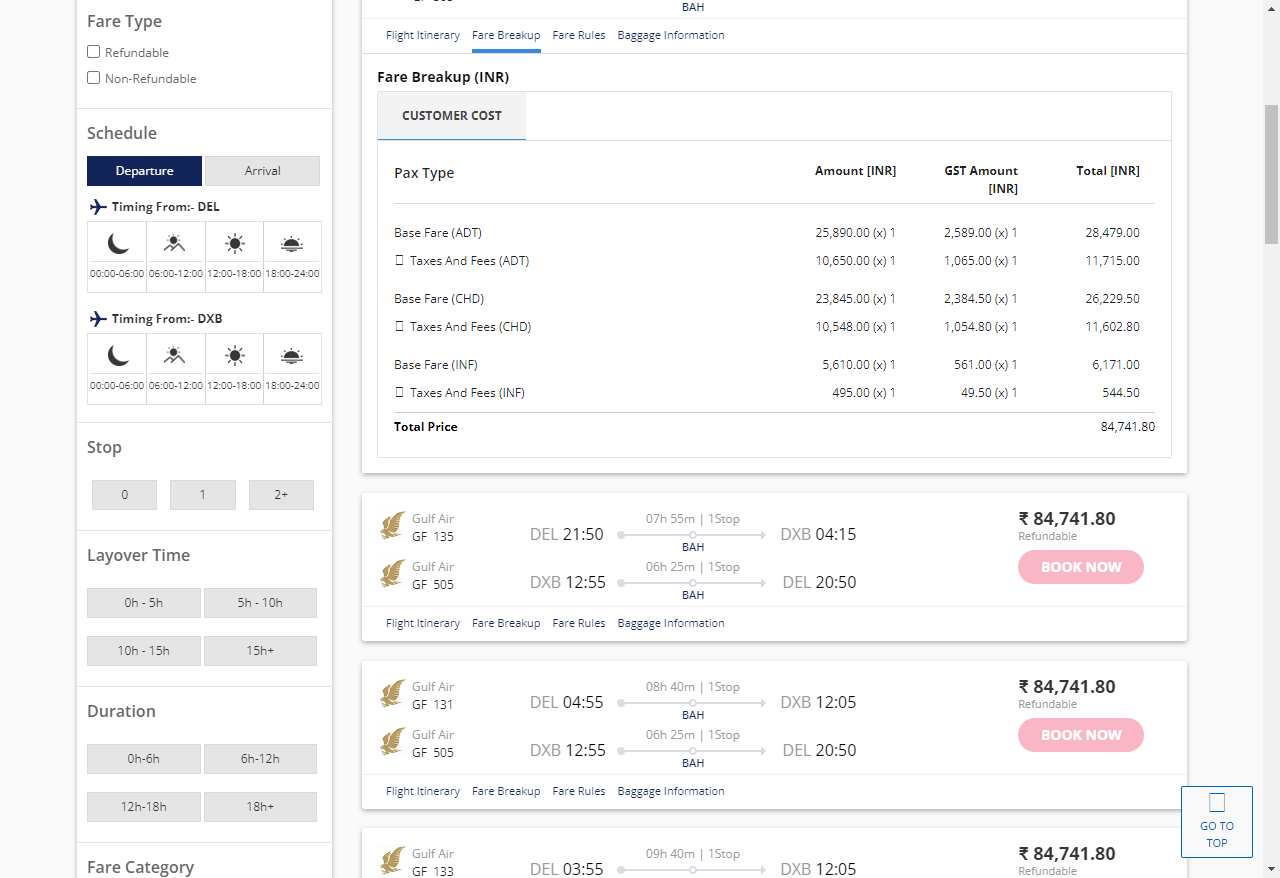 Fare Type
Refundable
Non-Refundable
Schedule
Departure Arrival
Timing From:- DEL
00:00-06:00 06:00-12:00 12:00-18:00 18:00-24:00
Timing From:- DXB
00:00-06:00 06:00-12:00 12:00-18:00 18:00-24:00
Stop
0 1 2+
Layover Time
0h - 5h 5h - 10h
10h - 15h 15h+
Duration
0h-6h 6h-12h
12h-18h 18h+
Fare Category
BAH
Flight Itinerary Fare Breakup Fare Rules Baggage Information
Fare Breakup (INR)
CUSTOMER COST
Pax Type Amount [INR] GST Amount [INR] Total [INR]
Base Fare (ADT) 25,890.00 (x) 1 2,589.00 (x) 1 28,479.00
Taxes And Fees (ADT) 10,650.00 (x) 1 1,065.00 (x) 1 11,715.00
Base Fare (CHD) 23,845.00 (x) 1 2,384.50 (x) 1 26,229.50
Taxes And Fees (CHD) 10,548.00 (x) 1 1,054.80 (x) 1 11,602.80
Base Fare (INF) 5,610.00 (x) 1 561.00 (x) 1 6,171.00
Taxes And Fees (INF) 495.00 (x) 1 49.50 (x) 1 544.50
Total Price 84,741.80
Gulf Air 07h 55m | 1Stop ₹ 84,741.80
GF 135 DEL 21:50 BAH DXB 04:15 Refundable
Gulf Air 06h 25m | 1Stop BOOK NOW
GF 505 DXB 12:55 BAH DEL 20:50
Flight Itinerary Fare Breakup Fare Rules Baggage Information
Gulf Air 08h 40m | 1Stop ₹ 84,741.80
GF 131 DEL 04:55 BAH DXB 12:05 Refundable
Gulf Air 06h 25m | 1Stop BOOK NOW
GF 505 DXB 12:55 BAH DEL 20:50
Flight Itinerary Fare Breakup Fare Rules Baggage Information
Gulf Air 09h 40m | 1Stop ₹ 84,741.80
GF 133 DEL 03:55 DXB 12:05 Refundable
GO TO
TOP